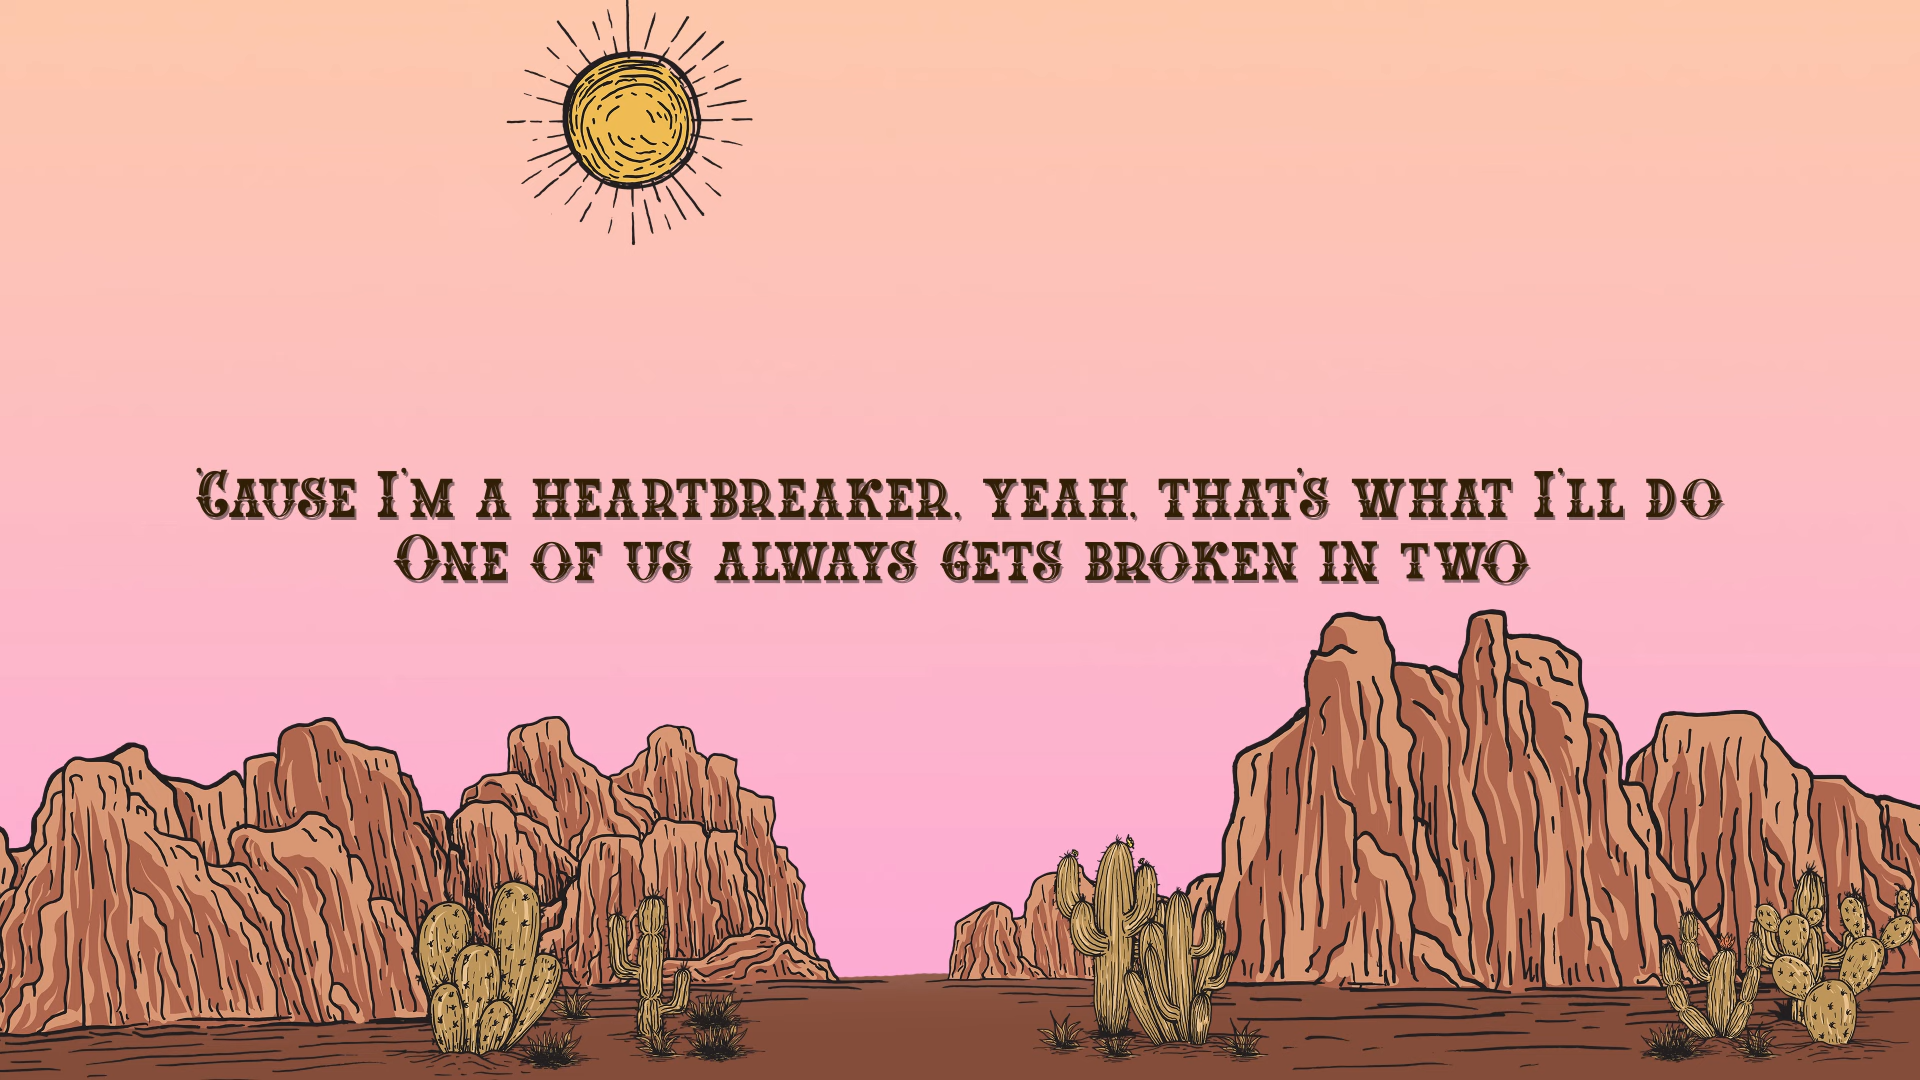 'Cause I'm a heartbreaker, yeah, that's what I'll do
One of us always gets broken in two